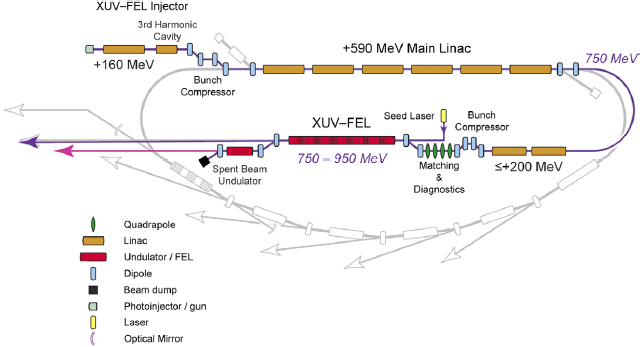 XUV–FEL Injector
3rd Harmonic
Cavity
+160 MeV
Bunch
Compressor
+590 MeV Main Linac
750 MeV
XUV–FEL
750 – 950 MeV
Seed Laser
Bunch
Compressor
Matching
&
Diagnostics
≤+200 MeV
Spent Beam
Undulator
Quadrapole
Linac
Undulator / FEL
Dipole
Beam dump
Photoinjector / gun
Laser
Optical Mirror